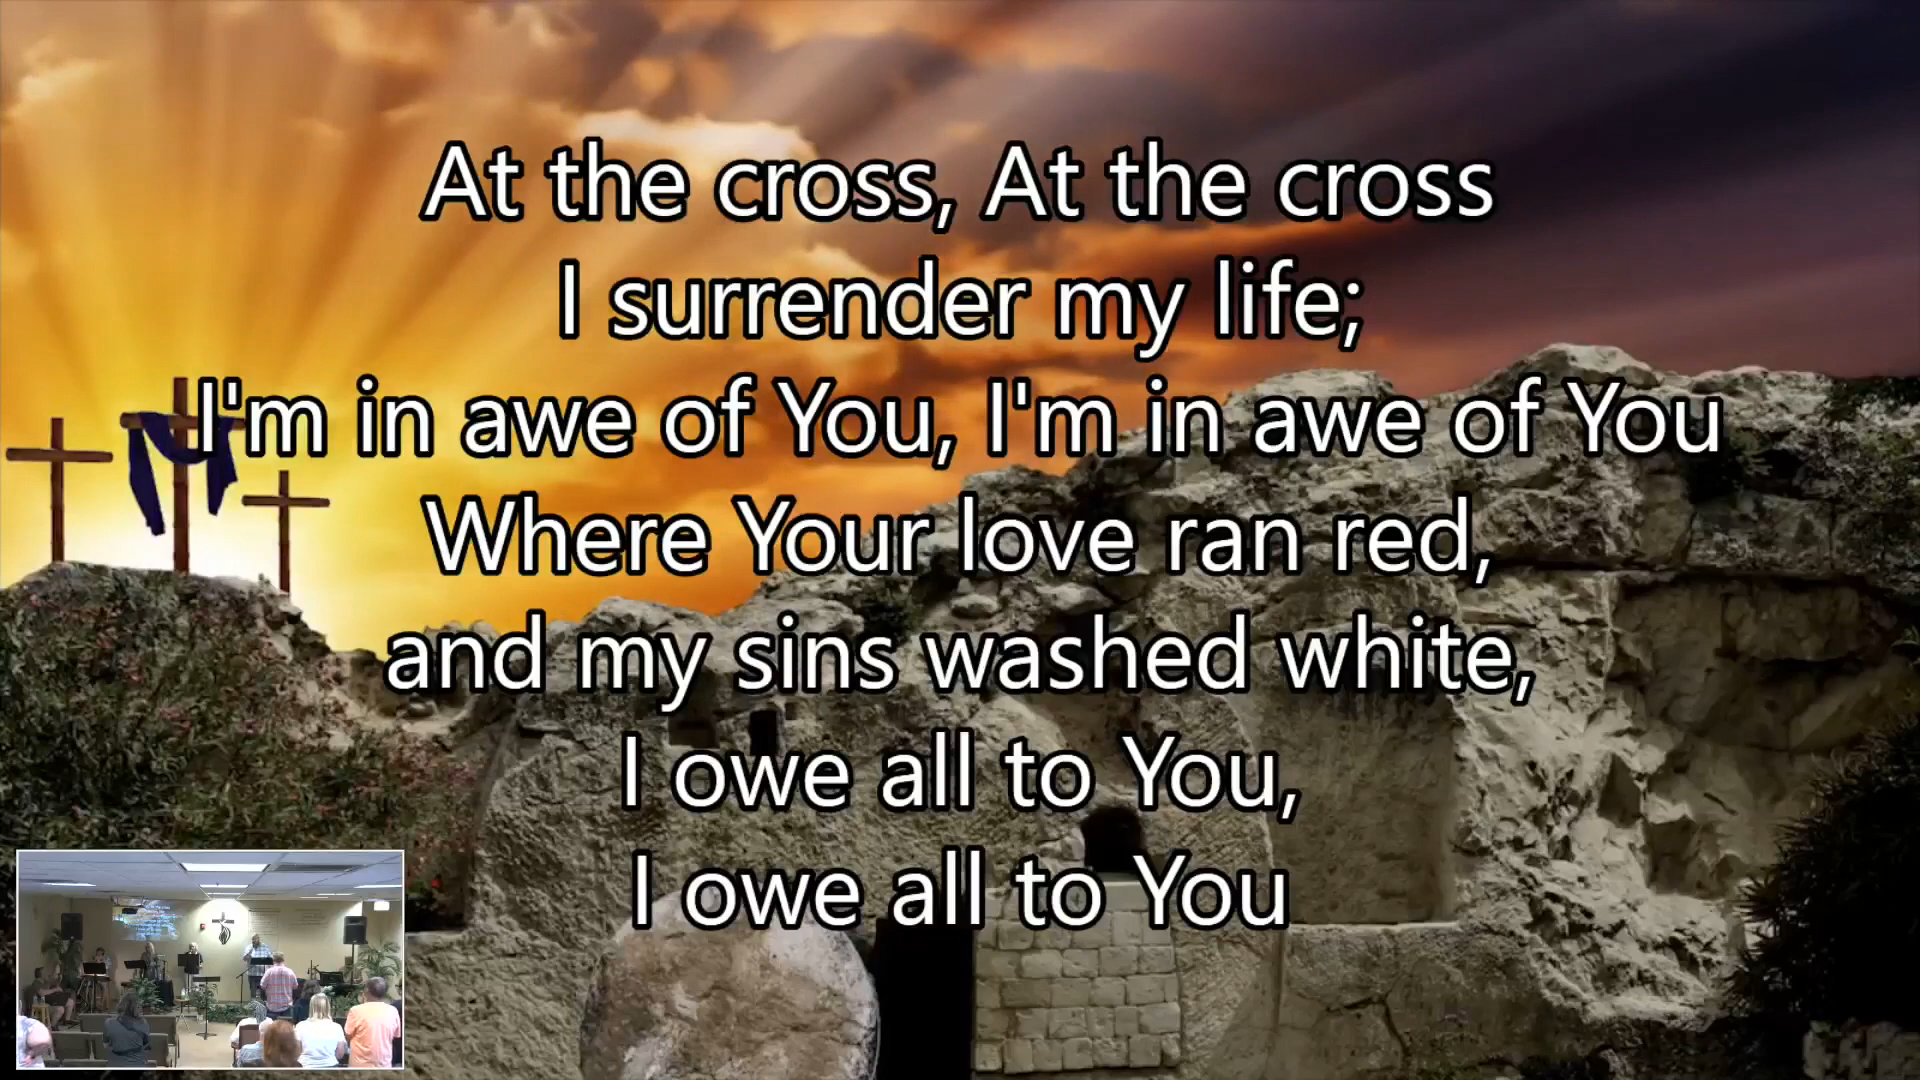 At the cross, At the cross
I surrender my life;
I'm in awe of You, I'm in awe of You
Where Your love ran red,
and my sins washed white,
I owe all to You,
I owe all to You